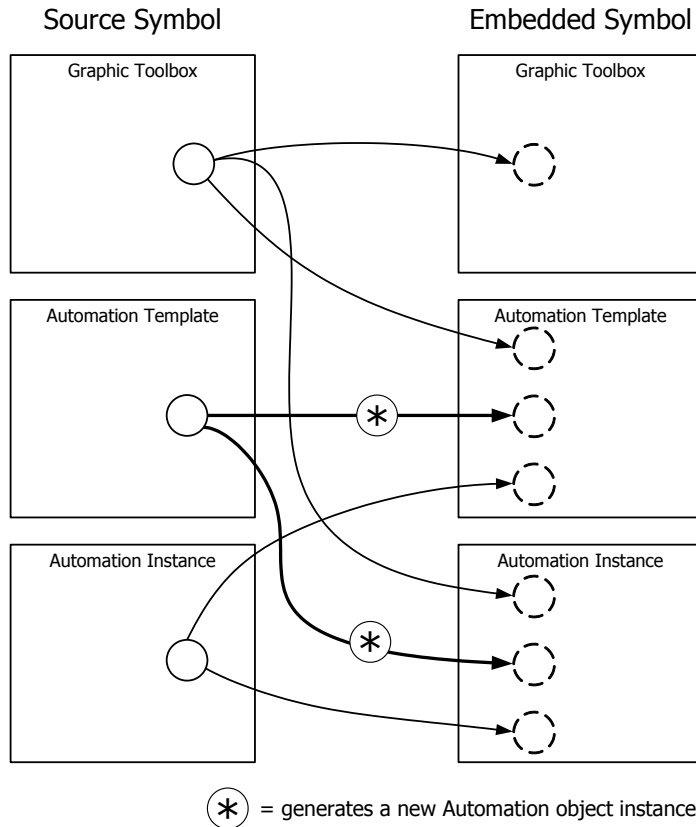 Source Symbol
Embedded Symbol
Graphic Toolbox
Graphic Toolbox
Automation Template
Automation Template
*
Automation Instance
Automation Instance
*
* = generates a new Automation object instance